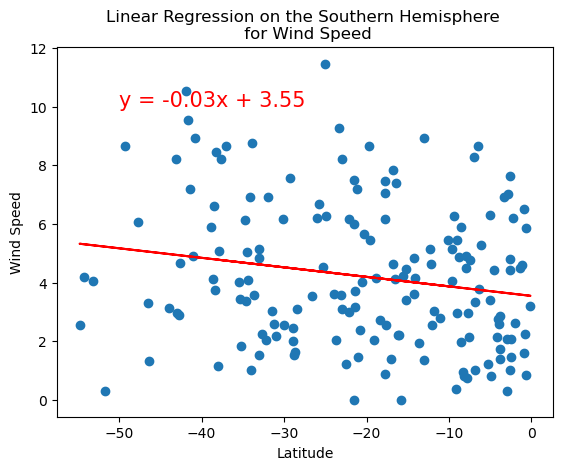 Linear Regression on the Southern Hemisphere
for Wind Speed
12
10
8
6
4
2
0
Wind Speed
y = -0.03x + 3.55
−50
−40
−30
−20
−10
0
Latitude